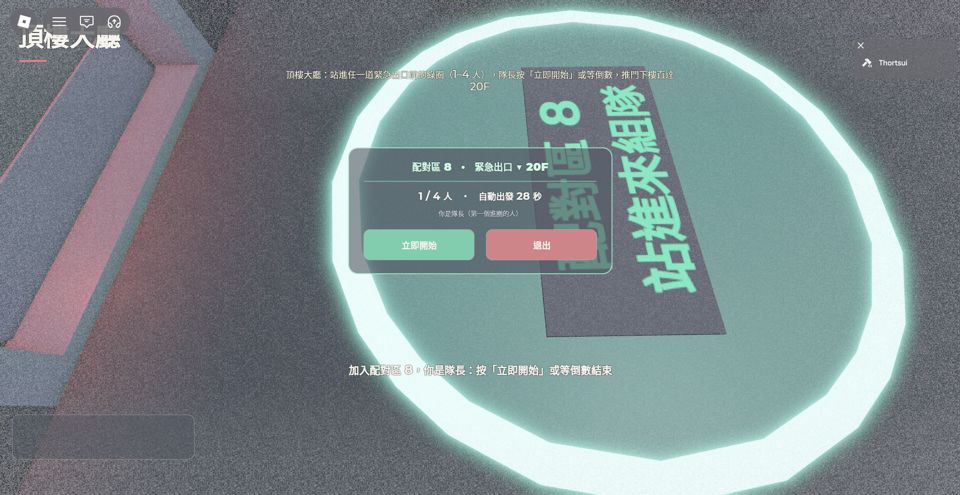 頂樓大廳
頂樓大廳：站進任一道緊急出口前的綠圈（1–4 人），隊長按「立即開始」或等倒數，推門下樓直達
20F
Thortsui
配對區 8 • 緊急出口 ▼ 20F
1 / 4 人 • 自動出發 28 秒
你是隊長（第一個進圈的人）
立即開始
退出
配對區 8
站進來組隊
加入配對區 8，你是隊長：按「立即開始」或等倒數結束